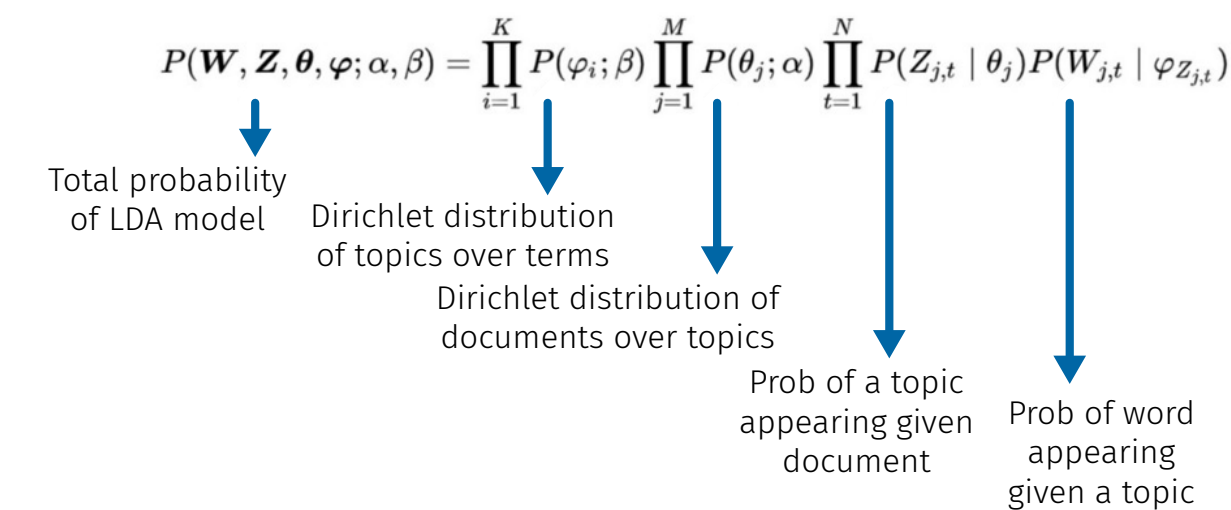 P(W, Z, θ, φ; α, β) = ∏_{i=1}^{K} P(φ_i; β) ∏_{j=1}^{M} P(θ_j; α) ∏_{t=1}^{N} P(Z_{j,t} | θ_j)P(W_{j,t} | φ_{Z_{j,t}})
Total probability
of LDA model
Dirichlet distribution
of topics over terms
Dirichlet distribution of
documents over topics
Prob of a topic
appearing given
document
Prob of word
appearing
given a topic